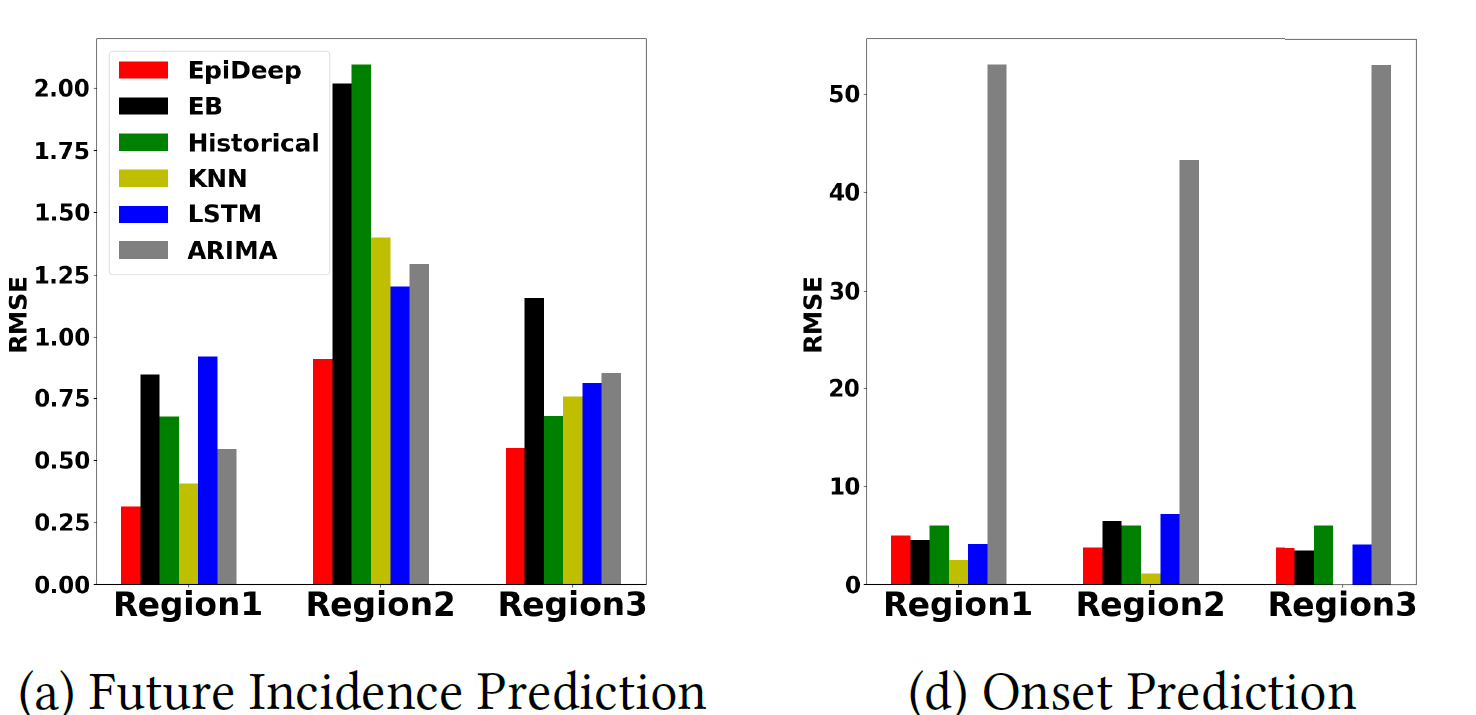 RMSE
2.00
1.75
1.50
1.25
1.00
0.75
0.50
0.25
0.00
EpiDeep
EB
Historical
KNN
LSTM
ARIMA
Region1 Region2 Region3
(a) Future Incidence Prediction
RMSE
50
40
30
20
10
0
Region1 Region2 Region3
(d) Onset Prediction